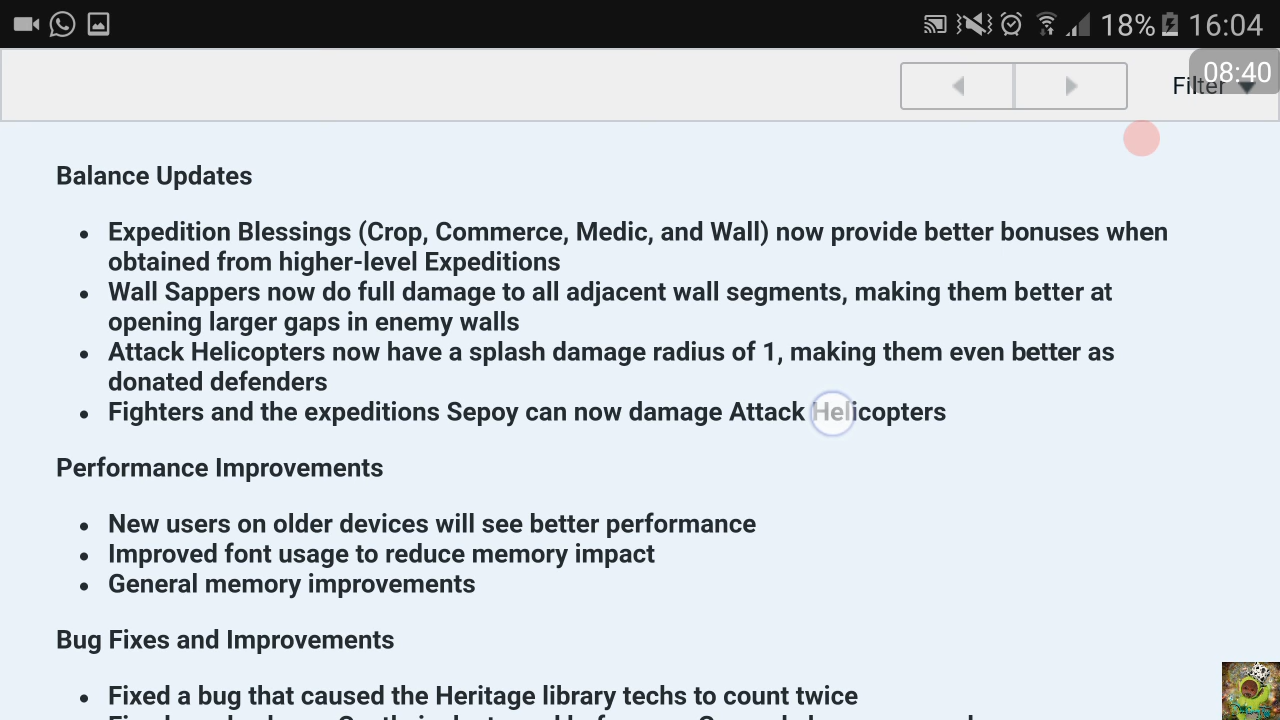 18% 16:04
08:40
Filter
Balance Updates
Expedition Blessings (Crop, Commerce, Medic, and Wall) now provide better bonuses when
obtained from higher-level Expeditions
Wall Sappers now do full damage to all adjacent wall segments, making them better at
opening larger gaps in enemy walls
Attack Helicopters now have a splash damage radius of 1, making them even better as
donated defenders
Fighters and the expeditions Sepoy can now damage Attack Helicopters
Performance Improvements
New users on older devices will see better performance
Improved font usage to reduce memory impact
General memory improvements
Bug Fixes and Improvements
Fixed a bug that caused the Heritage library techs to count twice